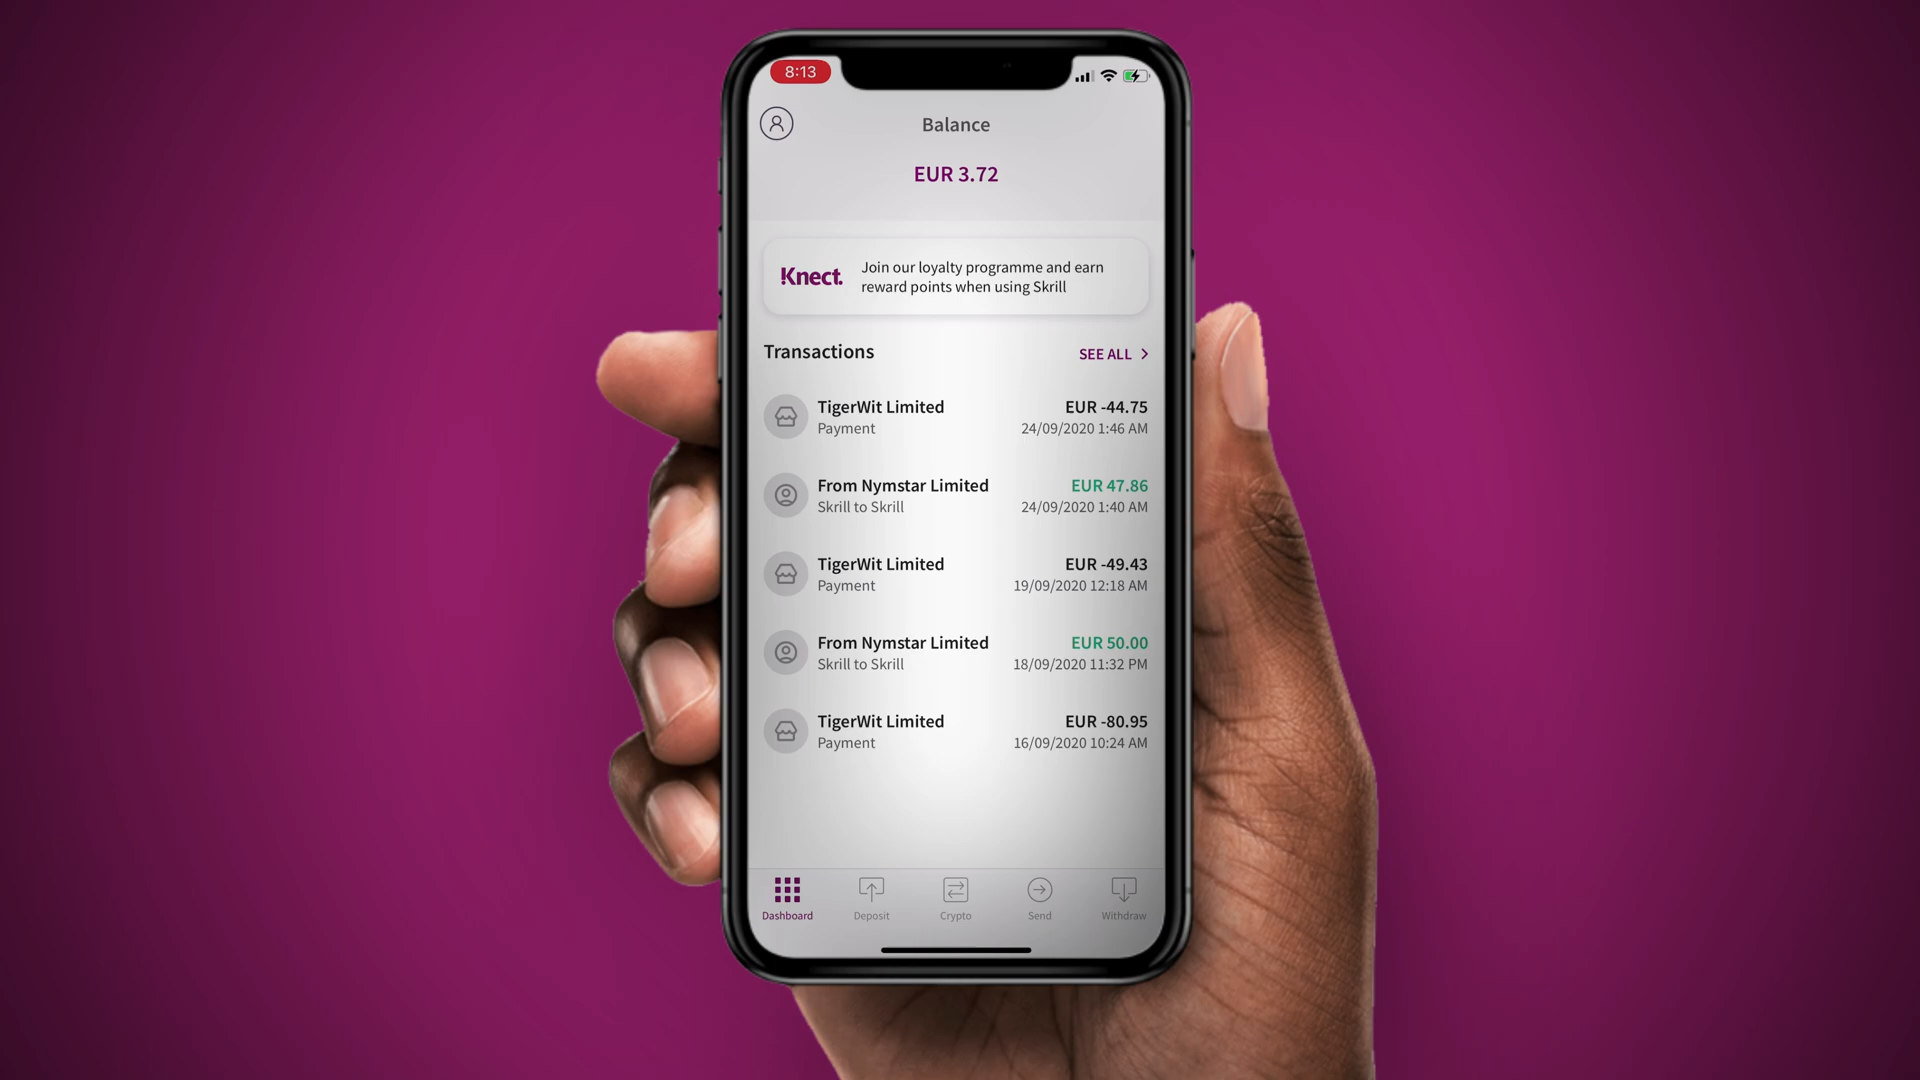 8:13
Balance
EUR 3.72
Knect.
Join our loyalty programme and earn
reward points when using Skrill
Transactions
SEE ALL
TigerWit Limited
EUR -44.75
Payment
24/09/2020 1:46 AM
From Nymstar Limited
EUR 47.86
Skrill to Skrill
24/09/2020 1:40 AM
TigerWit Limited
EUR -49.43
Payment
19/09/2020 12:18 AM
From Nymstar Limited
EUR 50.00
Skrill to Skrill
18/09/2020 11:32 PM
TigerWit Limited
EUR -80.95
Payment
16/09/2020 10:24 AM
Dashboard
Deposit
Crypto
Send
Withdraw